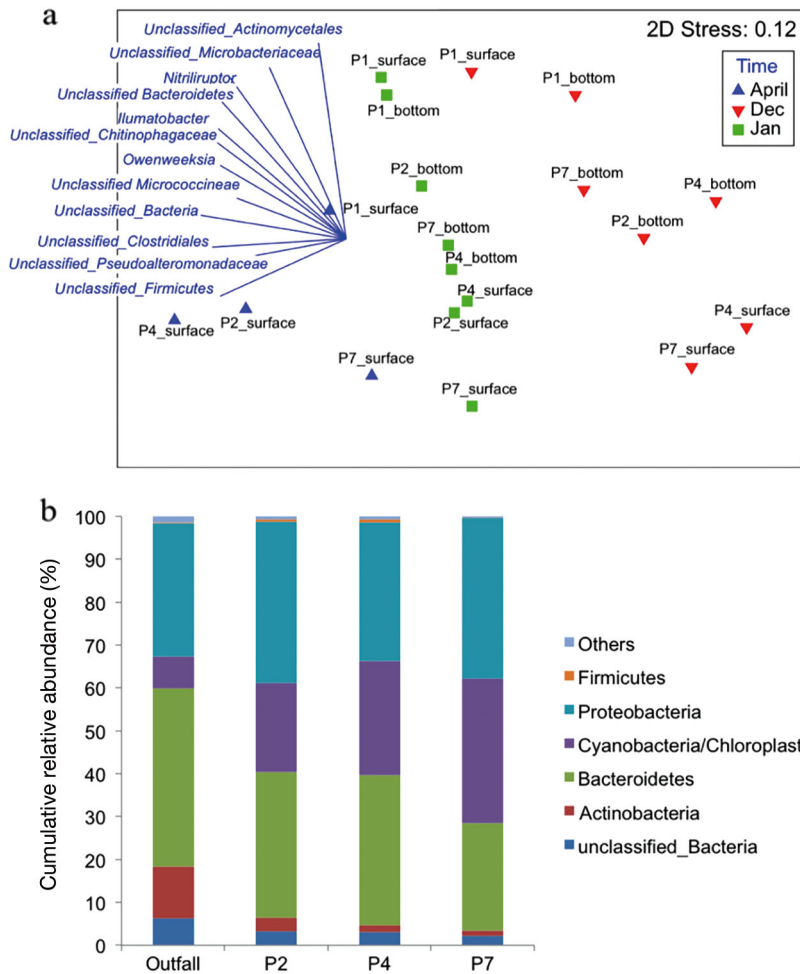 a
2D Stress: 0.12
Time
April
Dec
Jan
Unclassified_Actinomycetales
Unclassified_Microbacteriaceae
Nitriliruptor
Unclassified Bacteroidetes
Ilumatobacter
Unclassified_Chitinophagaceae
Owenweeksia
Unclassified Micrococcineae
Unclassified_Bacteria
Unclassified_Clostridiales
Unclassified_Pseudoalteromonadaceae
Unclassified_Firmicutes
P1_surface
P1_surface
P1_bottom
P1_bottom
P2_bottom
P7_bottom
P4_bottom
P1_surface
P2_bottom
P7_bottom
P4_bottom
P4_surface
P2_surface
P4_surface
P4_surface
P2_surface
P7_surface
P7_surface
P7_surface
b
Cumulative relative abundance (%)
100
90
80
70
60
50
40
30
20
10
0
Outfall
P2
P4
P7
Others
Firmicutes
Proteobacteria
Cyanobacteria/Chloroplast
Bacteroidetes
Actinobacteria
unclassified_Bacteria